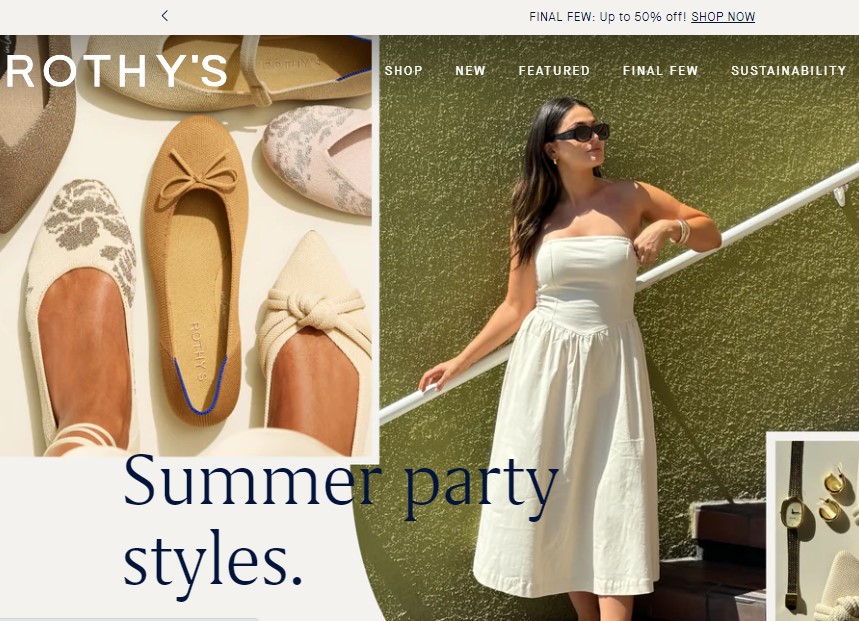 FINAL FEW: Up to 50% off! SHOP NOW
ROTHY'S
SHOP NEW FEATURED FINAL FEW SUSTAINABILITY
ROTHY'S
Summer party
styles.